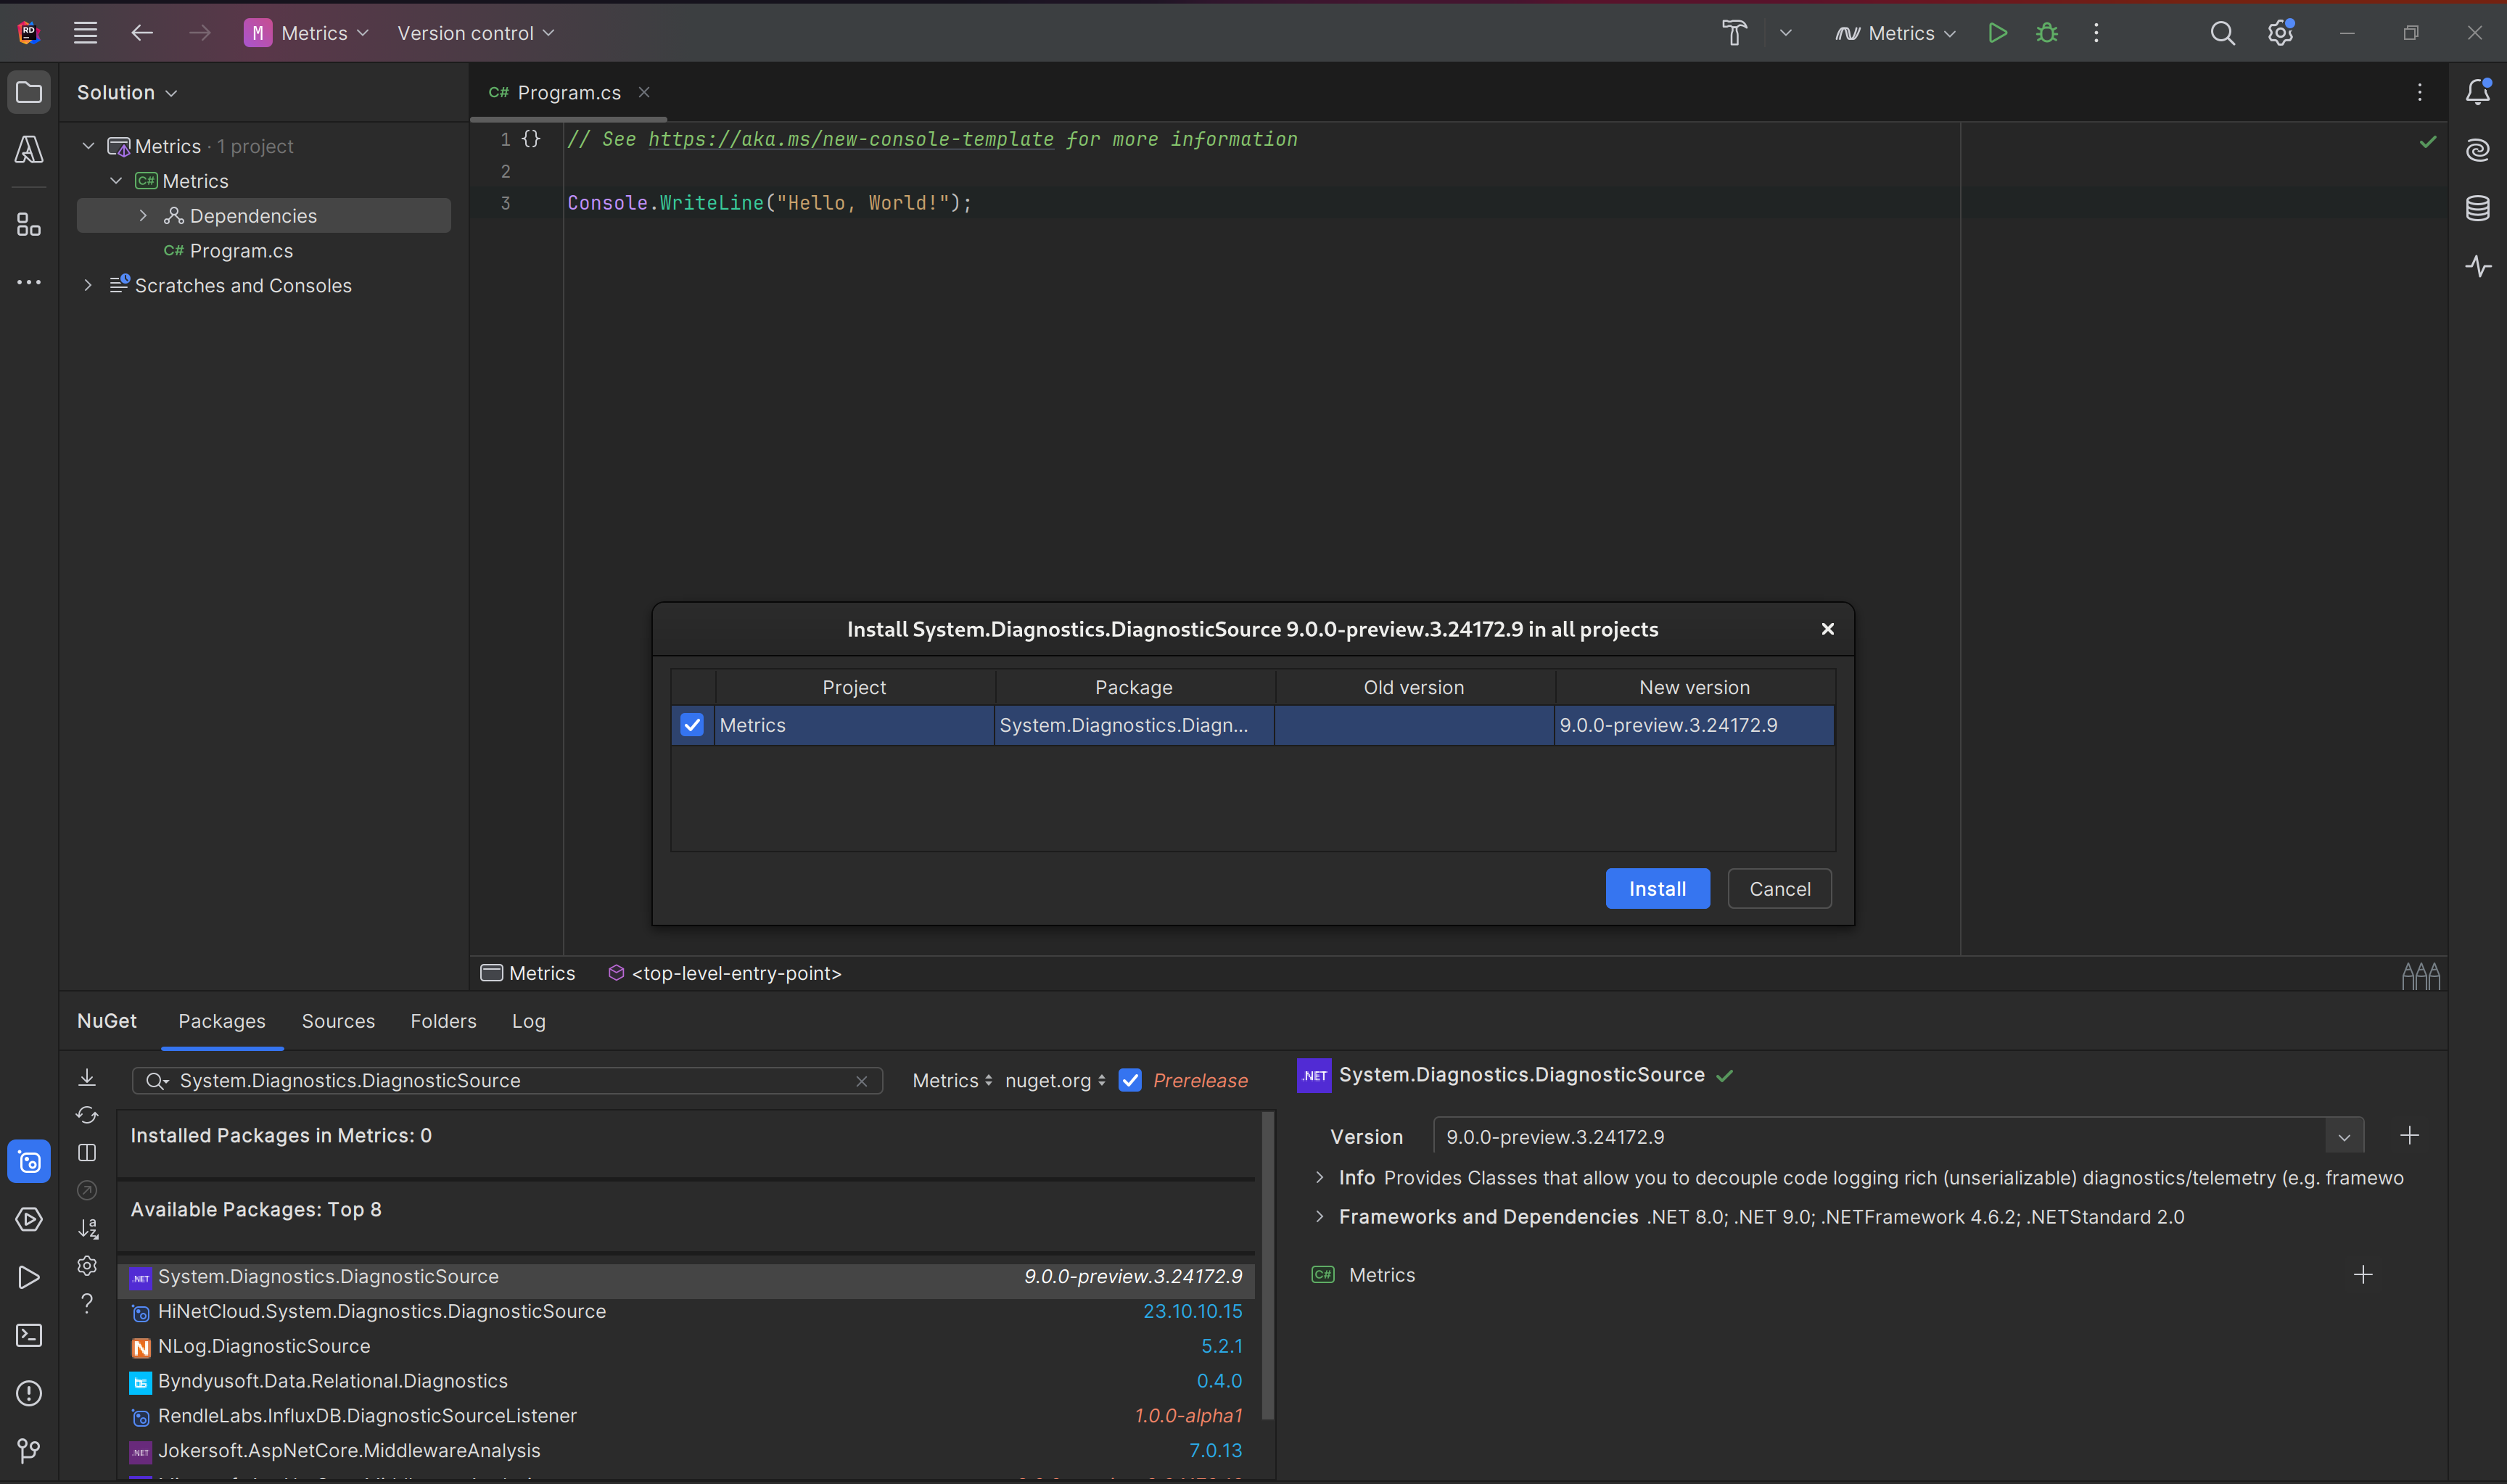 M Metrics Version control Metrics
Solution
C# Program.cs
Metrics · 1 project
C# Metrics
Dependencies
C# Program.cs
Scratches and Consoles
1 {} // See https://aka.ms/new-console-template for more information
2
3 Console.WriteLine("Hello, World!");
Install System.Diagnostics.DiagnosticSource 9.0.0-preview.3.24172.9 in all projects
Project Package Old version New version
Metrics System.Diagnostics.Diagn... 9.0.0-preview.3.24172.9
Install Cancel
Metrics <top-level-entry-point>
NuGet Packages Sources Folders Log
System.Diagnostics.DiagnosticSource Metrics nuget.org Prerelease
Installed Packages in Metrics: 0
Available Packages: Top 8
.NET System.Diagnostics.DiagnosticSource 9.0.0-preview.3.24172.9
HiNetCloud.System.Diagnostics.DiagnosticSource 23.10.10.15
N NLog.DiagnosticSource 5.2.1
Byndyusoft.Data.Relational.Diagnostics 0.4.0
RendleLabs.InfluxDB.DiagnosticSourceListener 1.0.0-alpha1
.NET Jokersoft.AspNetCore.MiddlewareAnalysis 7.0.13
.NET System.Diagnostics.DiagnosticSource
Version 9.0.0-preview.3.24172.9
Info Provides Classes that allow you to decouple code logging rich (unserializable) diagnostics/telemetry (e.g. framewo
Frameworks and Dependencies .NET 8.0; .NET 9.0; .NETFramework 4.6.2; .NETStandard 2.0
C# Metrics